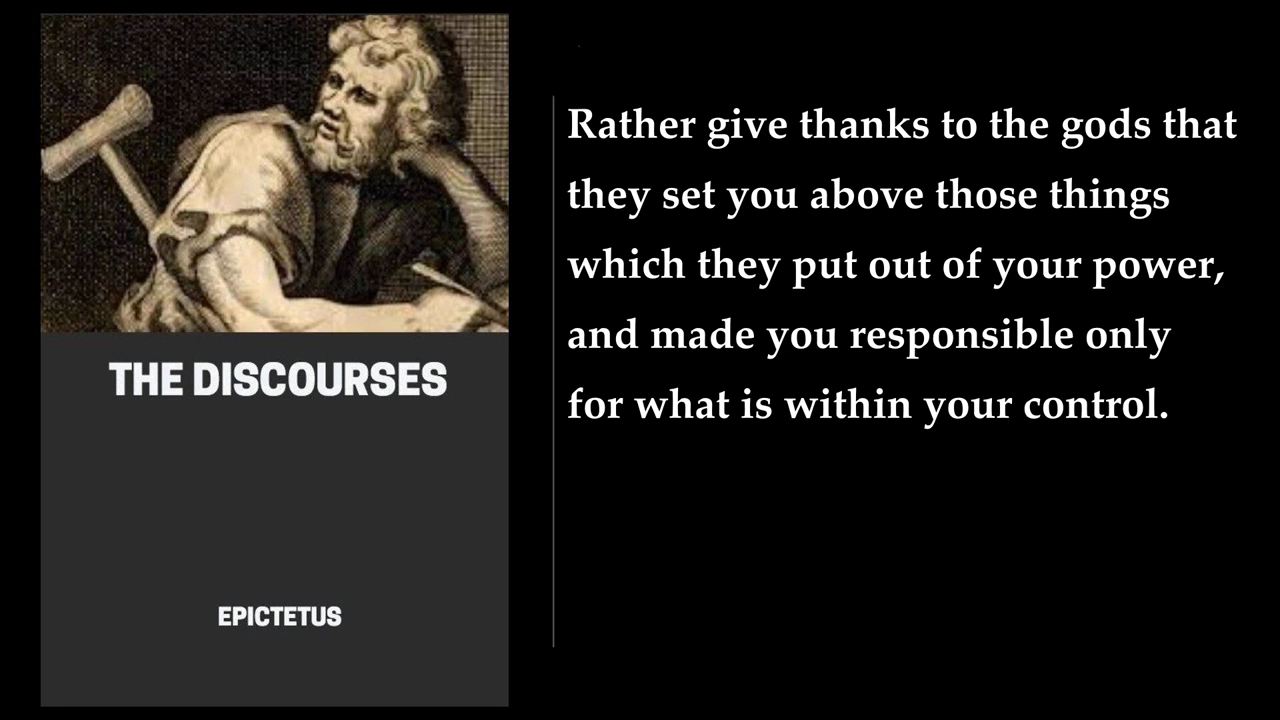 THE DISCOURSES
EPICTETUS
Rather give thanks to the gods that
they set you above those things
which they put out of your power,
and made you responsible only
for what is within your control.